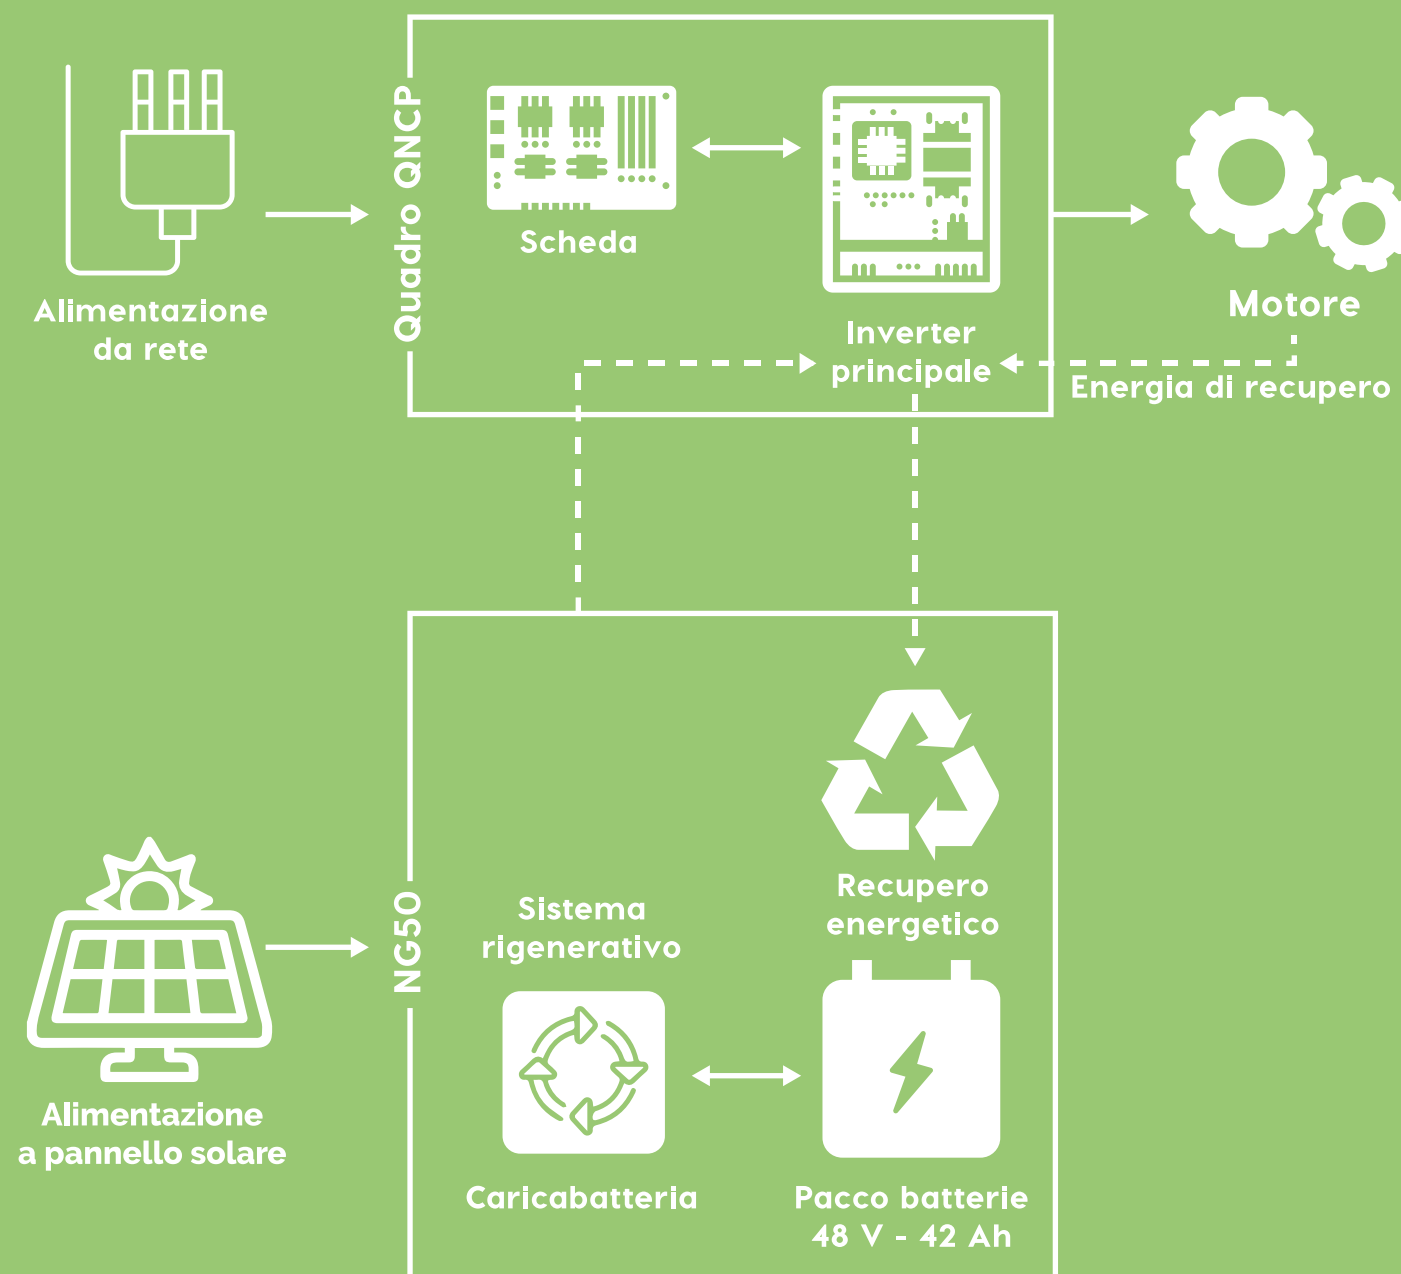 Alimentazione
da rete
Quadro QNCP
Scheda
Inverter
principale
Motore
Energia di recupero
Alimentazione
a pannello solare
NG50
Sistema
rigenerativo
Caricabatteria
Recupero
energetico
Pacco batterie
48 V - 42 Ah